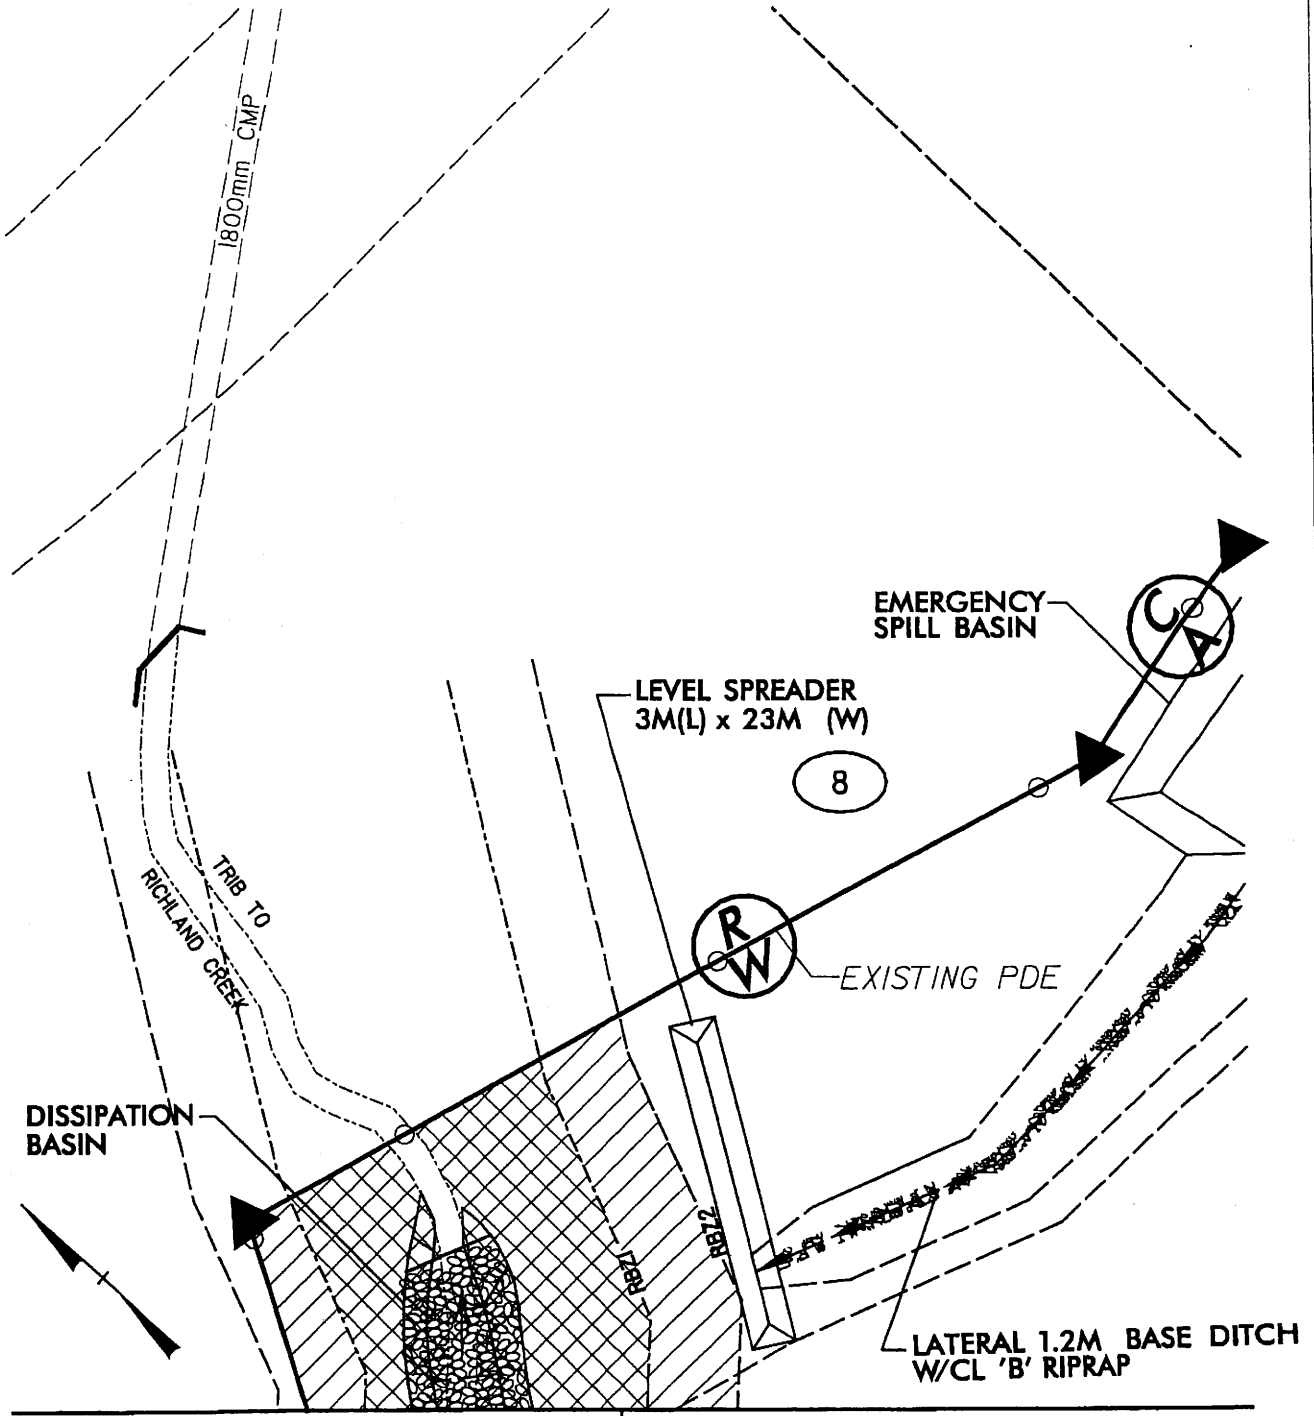 1800mm CMP
EMERGENCY
SPILL BASIN
C
A
LEVEL SPREADER
3M(L) x 23M (W)
8
TRIB TO
RICHLAND CREEK
R
W
EXISTING PDE
DISSIPATION
BASIN
RBZ1
RBZ2
LATERAL 1.2M BASE DITCH
W/CL 'B' RIPRAP